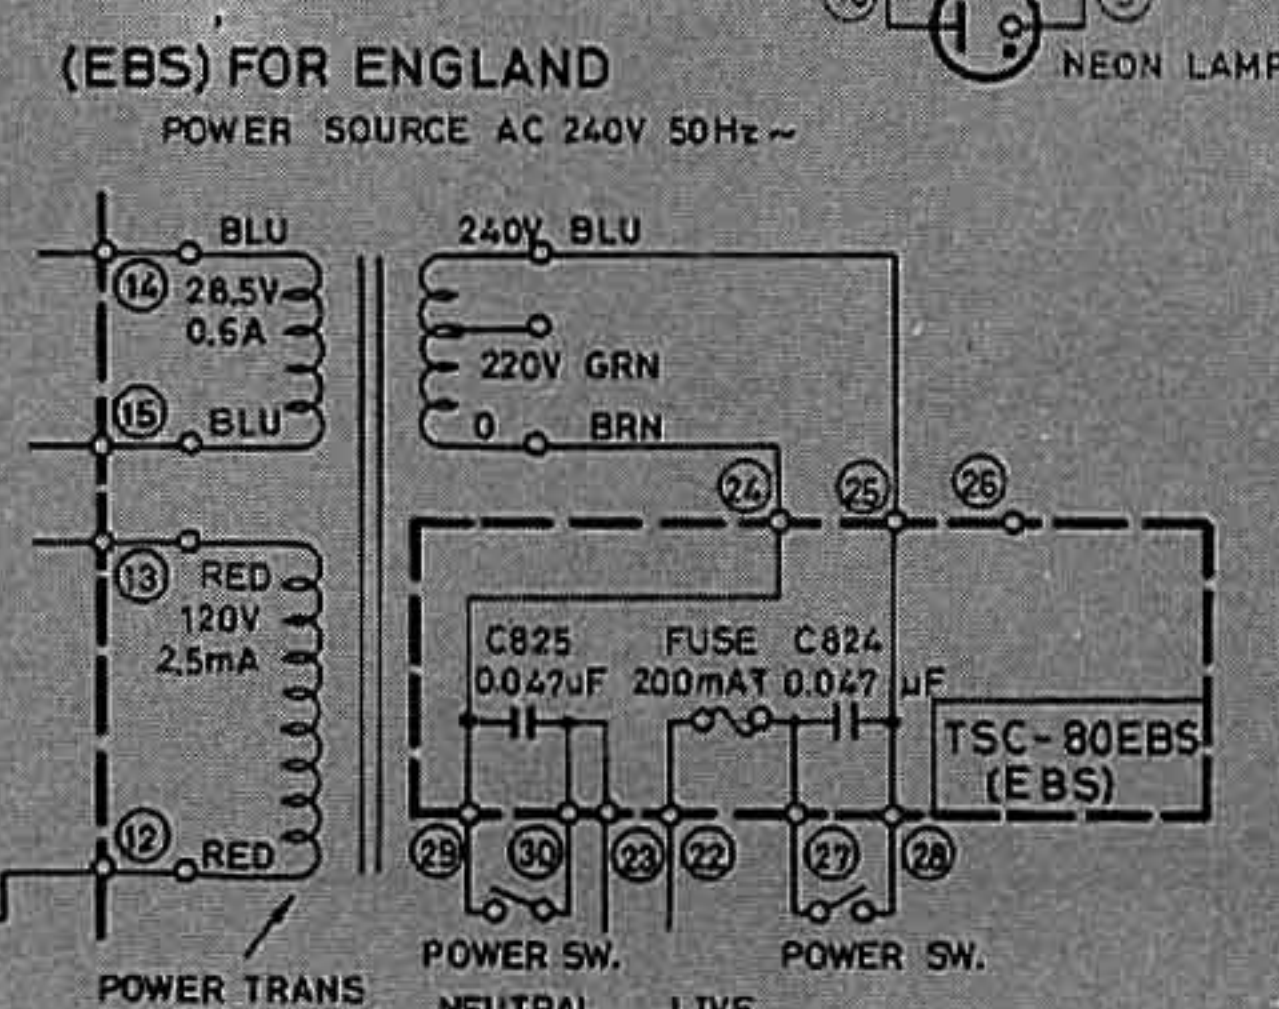 (EBS) FOR ENGLAND
NEON LAMP
POWER SOURCE AC 240V 50Hz~
BLU
240V BLU
14
28.5V
0.6A
220V GRN
15
BLU
0 BRN
24
25
26
13
RED
120V
2.5mA
C825
FUSE
C824
0.047uF
200mAT
0.047 µF
TSC-80EBS
(EBS)
12
RED
29
30
23
22
27
28
POWER SW.
POWER SW.
POWER TRANS
NEUTRAL
LIVE